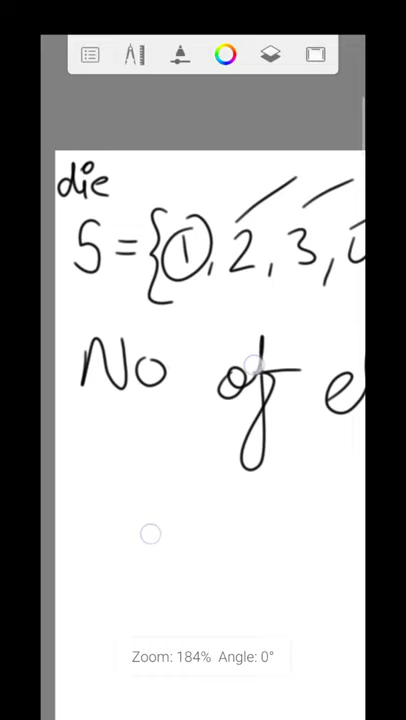 die
S = {1, 2, 3,
No of e
Zoom: 184% Angle: 0°